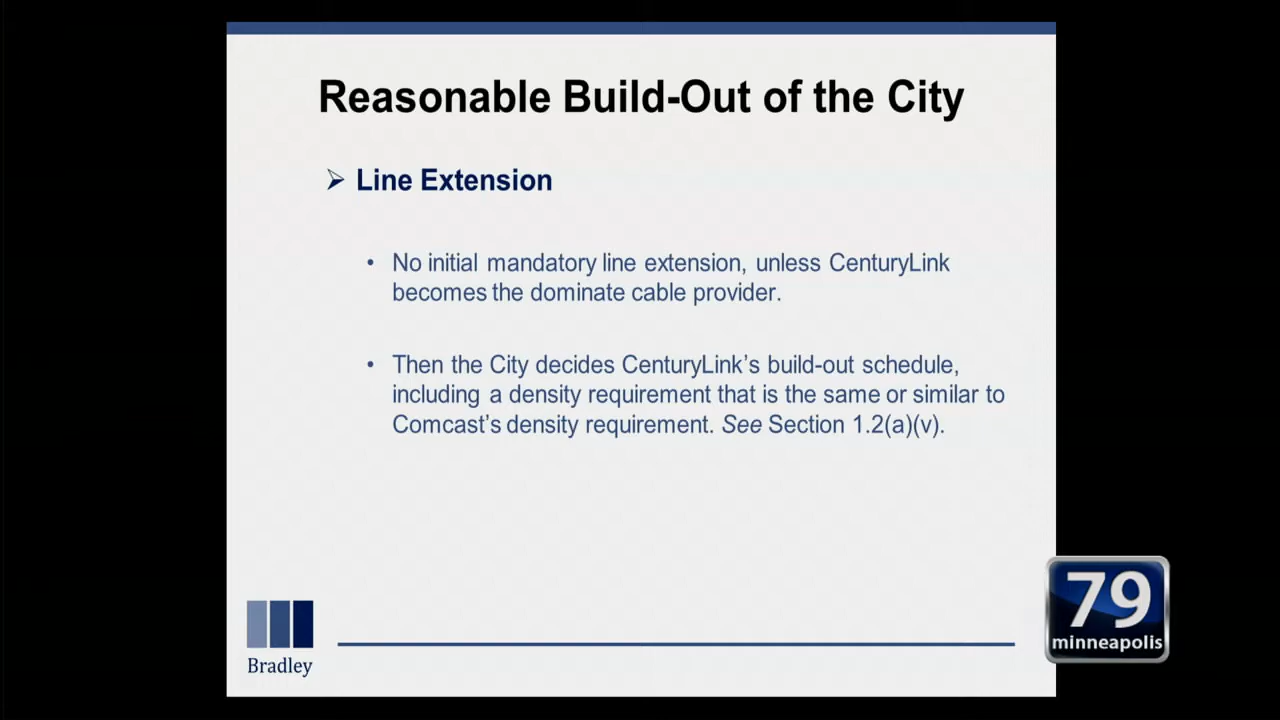 Reasonable Build-Out of the City
Line Extension
• No initial mandatory line extension, unless CenturyLink
becomes the dominate cable provider.
• Then the City decides CenturyLink's build-out schedule,
including a density requirement that is the same or similar to
Comcast's density requirement. See Section 1.2(a)(v).
Bradley
79
minneapolis